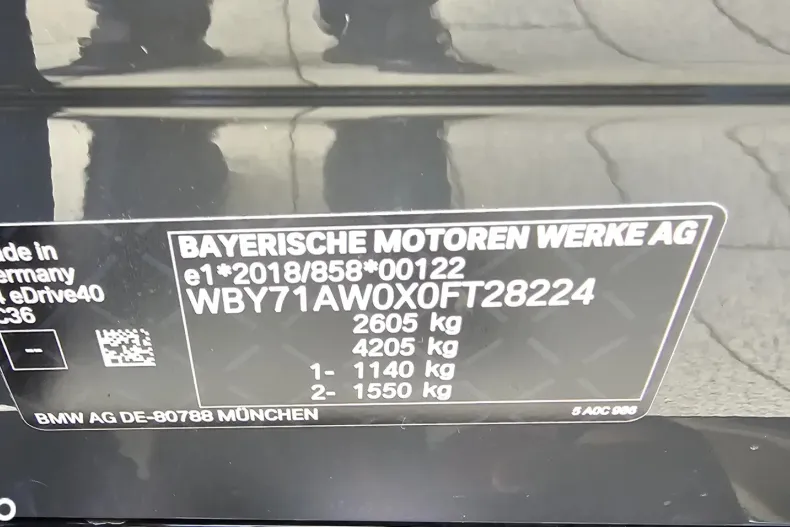 BAYERISCHE MOTOREN WERKE AG
e1*2018/858*00122
WBY71AW0X0FT28224
2605 kg
4205 kg
1- 1140 kg
2- 1550 kg
de in
ermany
eDrive40
C36
--
BMW AG DE-80788 MÜNCHEN
5 A0C 986